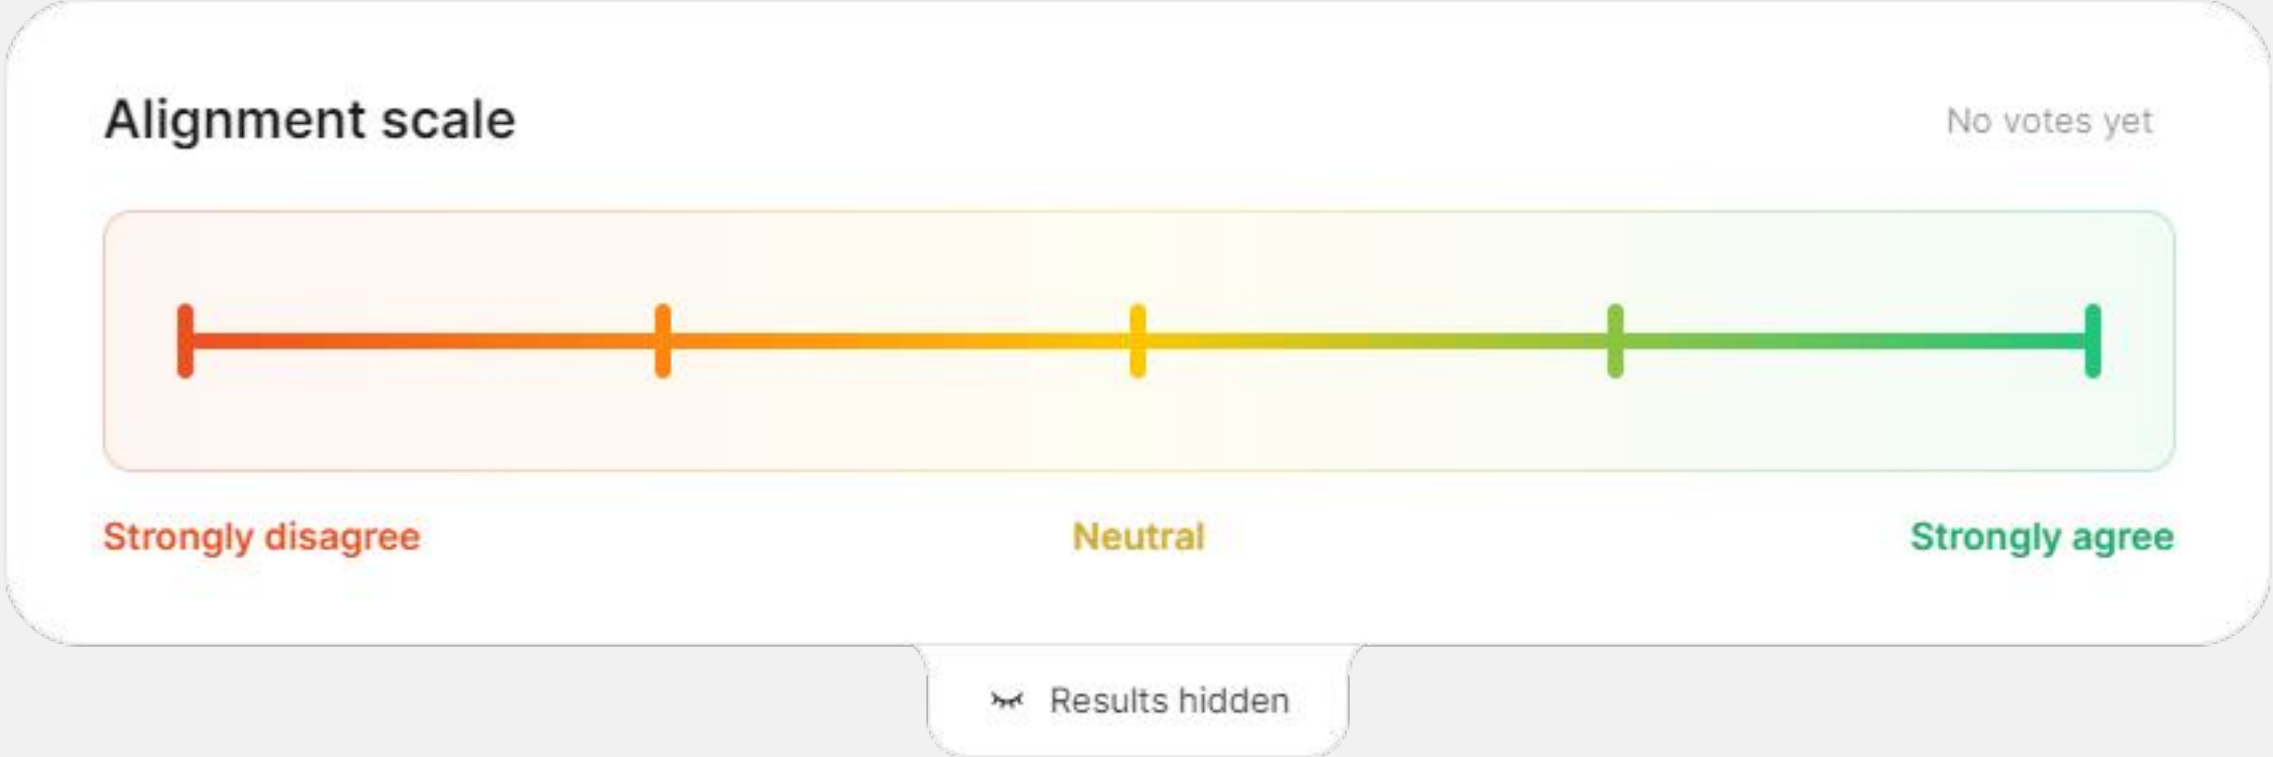 Alignment scale
No votes yet
Strongly disagree
Neutral
Strongly agree
Results hidden